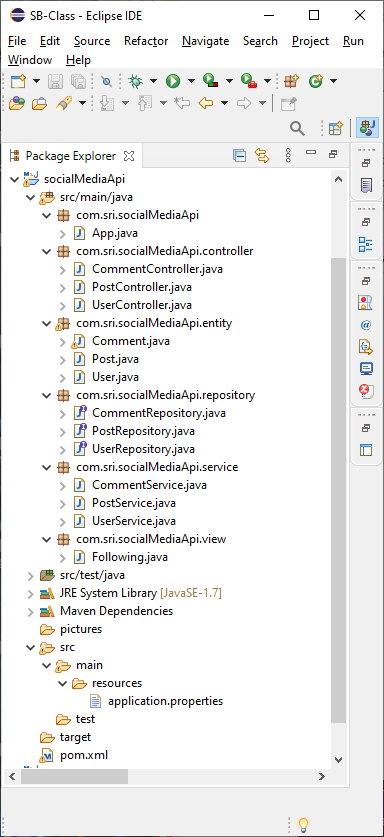 SB-Class - Eclipse IDE
File Edit Source Refactor Navigate Search Project Run
Window Help
Package Explorer
socialMediaApi
src/main/java
com.sri.socialMediaApi
App.java
com.sri.socialMediaApi.controller
CommentController.java
PostController.java
UserController.java
com.sri.socialMediaApi.entity
Comment.java
Post.java
User.java
com.sri.socialMediaApi.repository
CommentRepository.java
PostRepository.java
UserRepository.java
com.sri.socialMediaApi.service
CommentService.java
PostService.java
UserService.java
com.sri.socialMediaApi.view
Following.java
src/test/java
JRE System Library [JavaSE-1.7]
Maven Dependencies
pictures
src
main
resources
application.properties
test
target
pom.xml